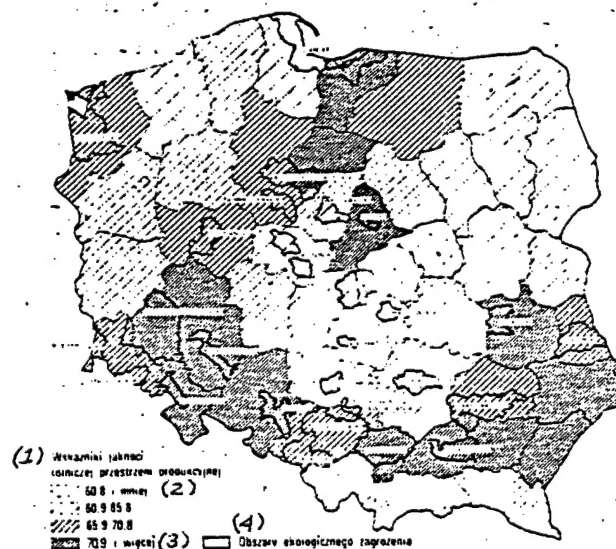 (1) Wskaźniki jakości
rolniczej przestrzeni produkcyjnej
60.8 i mniej (2)
60.9-65.8
65.9-70.8
70.9 i więcej (3) (4) Obszary ekologicznego zagrożenia